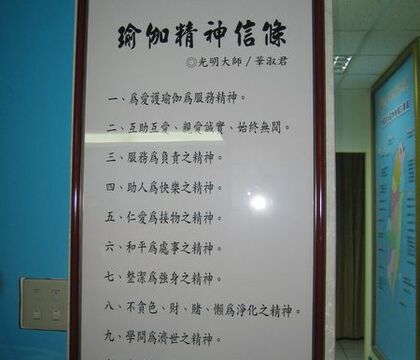 瑜伽精神信條
◎光明大師/華淑君
一、為愛護瑜伽為服務精神。
二、互助互愛、親愛誠實、始終無間。
三、服務為負責之精神。
四、助人為快樂之精神。
五、仁愛為接物之精神。
六、和平為處事之精神。
七、整潔為強身之精神。
八、不貪色、財、賭、懶為淨化之精神。
九、學問為濟世之精神。